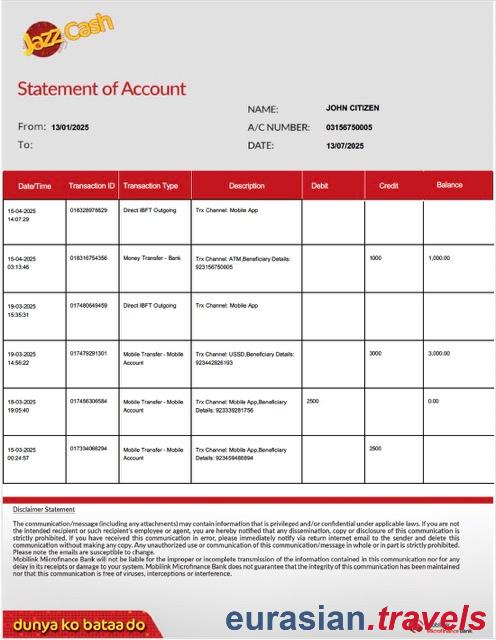 Jazz Cash
Statement of Account
NAME: JOHN CITIZEN
From: 13/01/2025 A/C NUMBER: 03156750005
To: DATE: 13/07/2025
Date/Time Transaction ID Transaction Type Description Debit Credit Balance
15-04-2025 018328978829 Direct IBFT Outgoing Trx Channel: Mobile App
14:07:29
15-04-2025 018316754356 Money Transfer - Bank Trx Channel: ATM,Beneficiary Details: 1000 1,000.00
03:13:46 923156750005
19-03-2025 017480649459 Direct IBFT Outgoing Trx Channel: Mobile App
15:35:31
19-03-2025 017479291301 Mobile Transfer - Mobile Trx Channel: USSD,Beneficiary Details: 3000 3,000.00
14:56:22 Account 923442926193
18-03-2025 017456306584 Mobile Transfer - Mobile Trx Channel: Mobile App,Beneficiary 2500 0.00
19:05:40 Account Details: 923339281756
15-03-2025 017334068294 Mobile Transfer - Mobile Trx Channel: Mobile App,Beneficiary 2500
00:24:57 Account Details: 923459486894
Disclaimer Statement
The communication/message (including any attachments) may contain information that is privileged and/or confidential under applicable laws. If you are not
the intended recipient or such recipient's employee or agent, you are hereby notified that any dissemination, copy or disclosure of this communication is
strictly prohibited. If you have received this communication in error, please immediately notify via return internet email to the sender and delete this
communication without making any copy. Any unauthorized use or communication of this communication/message in whole or in part is strictly prohibited.
Please note the emails are susceptible to change.
Mobilink Microfinance Bank will not be liable for the improper or incomplete transmission of the information contained in this communication nor for any
delay in its receipts or damage to your system. Mobilink Microfinance Bank does not guarantee that the integrity of this communication has been maintained
nor that this communication is free of viruses, interceptions or interference.
dunya ko bataa do
eurasian.travels
Microfinance Bank